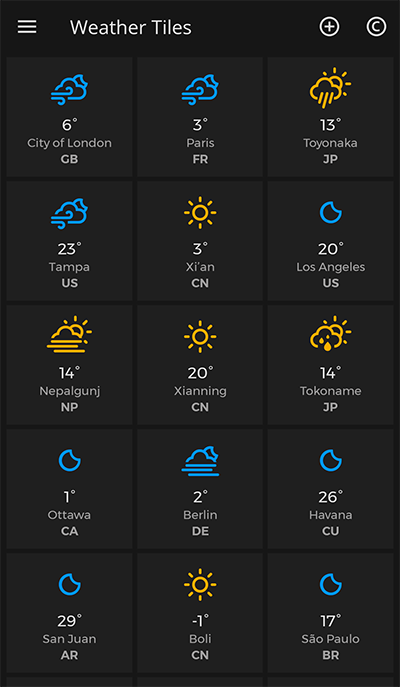 Weather Tiles
C
6°
City of London
GB
3°
Paris
FR
13°
Toyonaka
JP
23°
Tampa
US
3°
Xi'an
CN
20°
Los Angeles
US
14°
Nepalgunj
NP
20°
Xianning
CN
14°
Tokoname
JP
1°
Ottawa
CA
2°
Berlin
DE
26°
Havana
CU
29°
San Juan
AR
-1°
Boli
CN
17°
São Paulo
BR